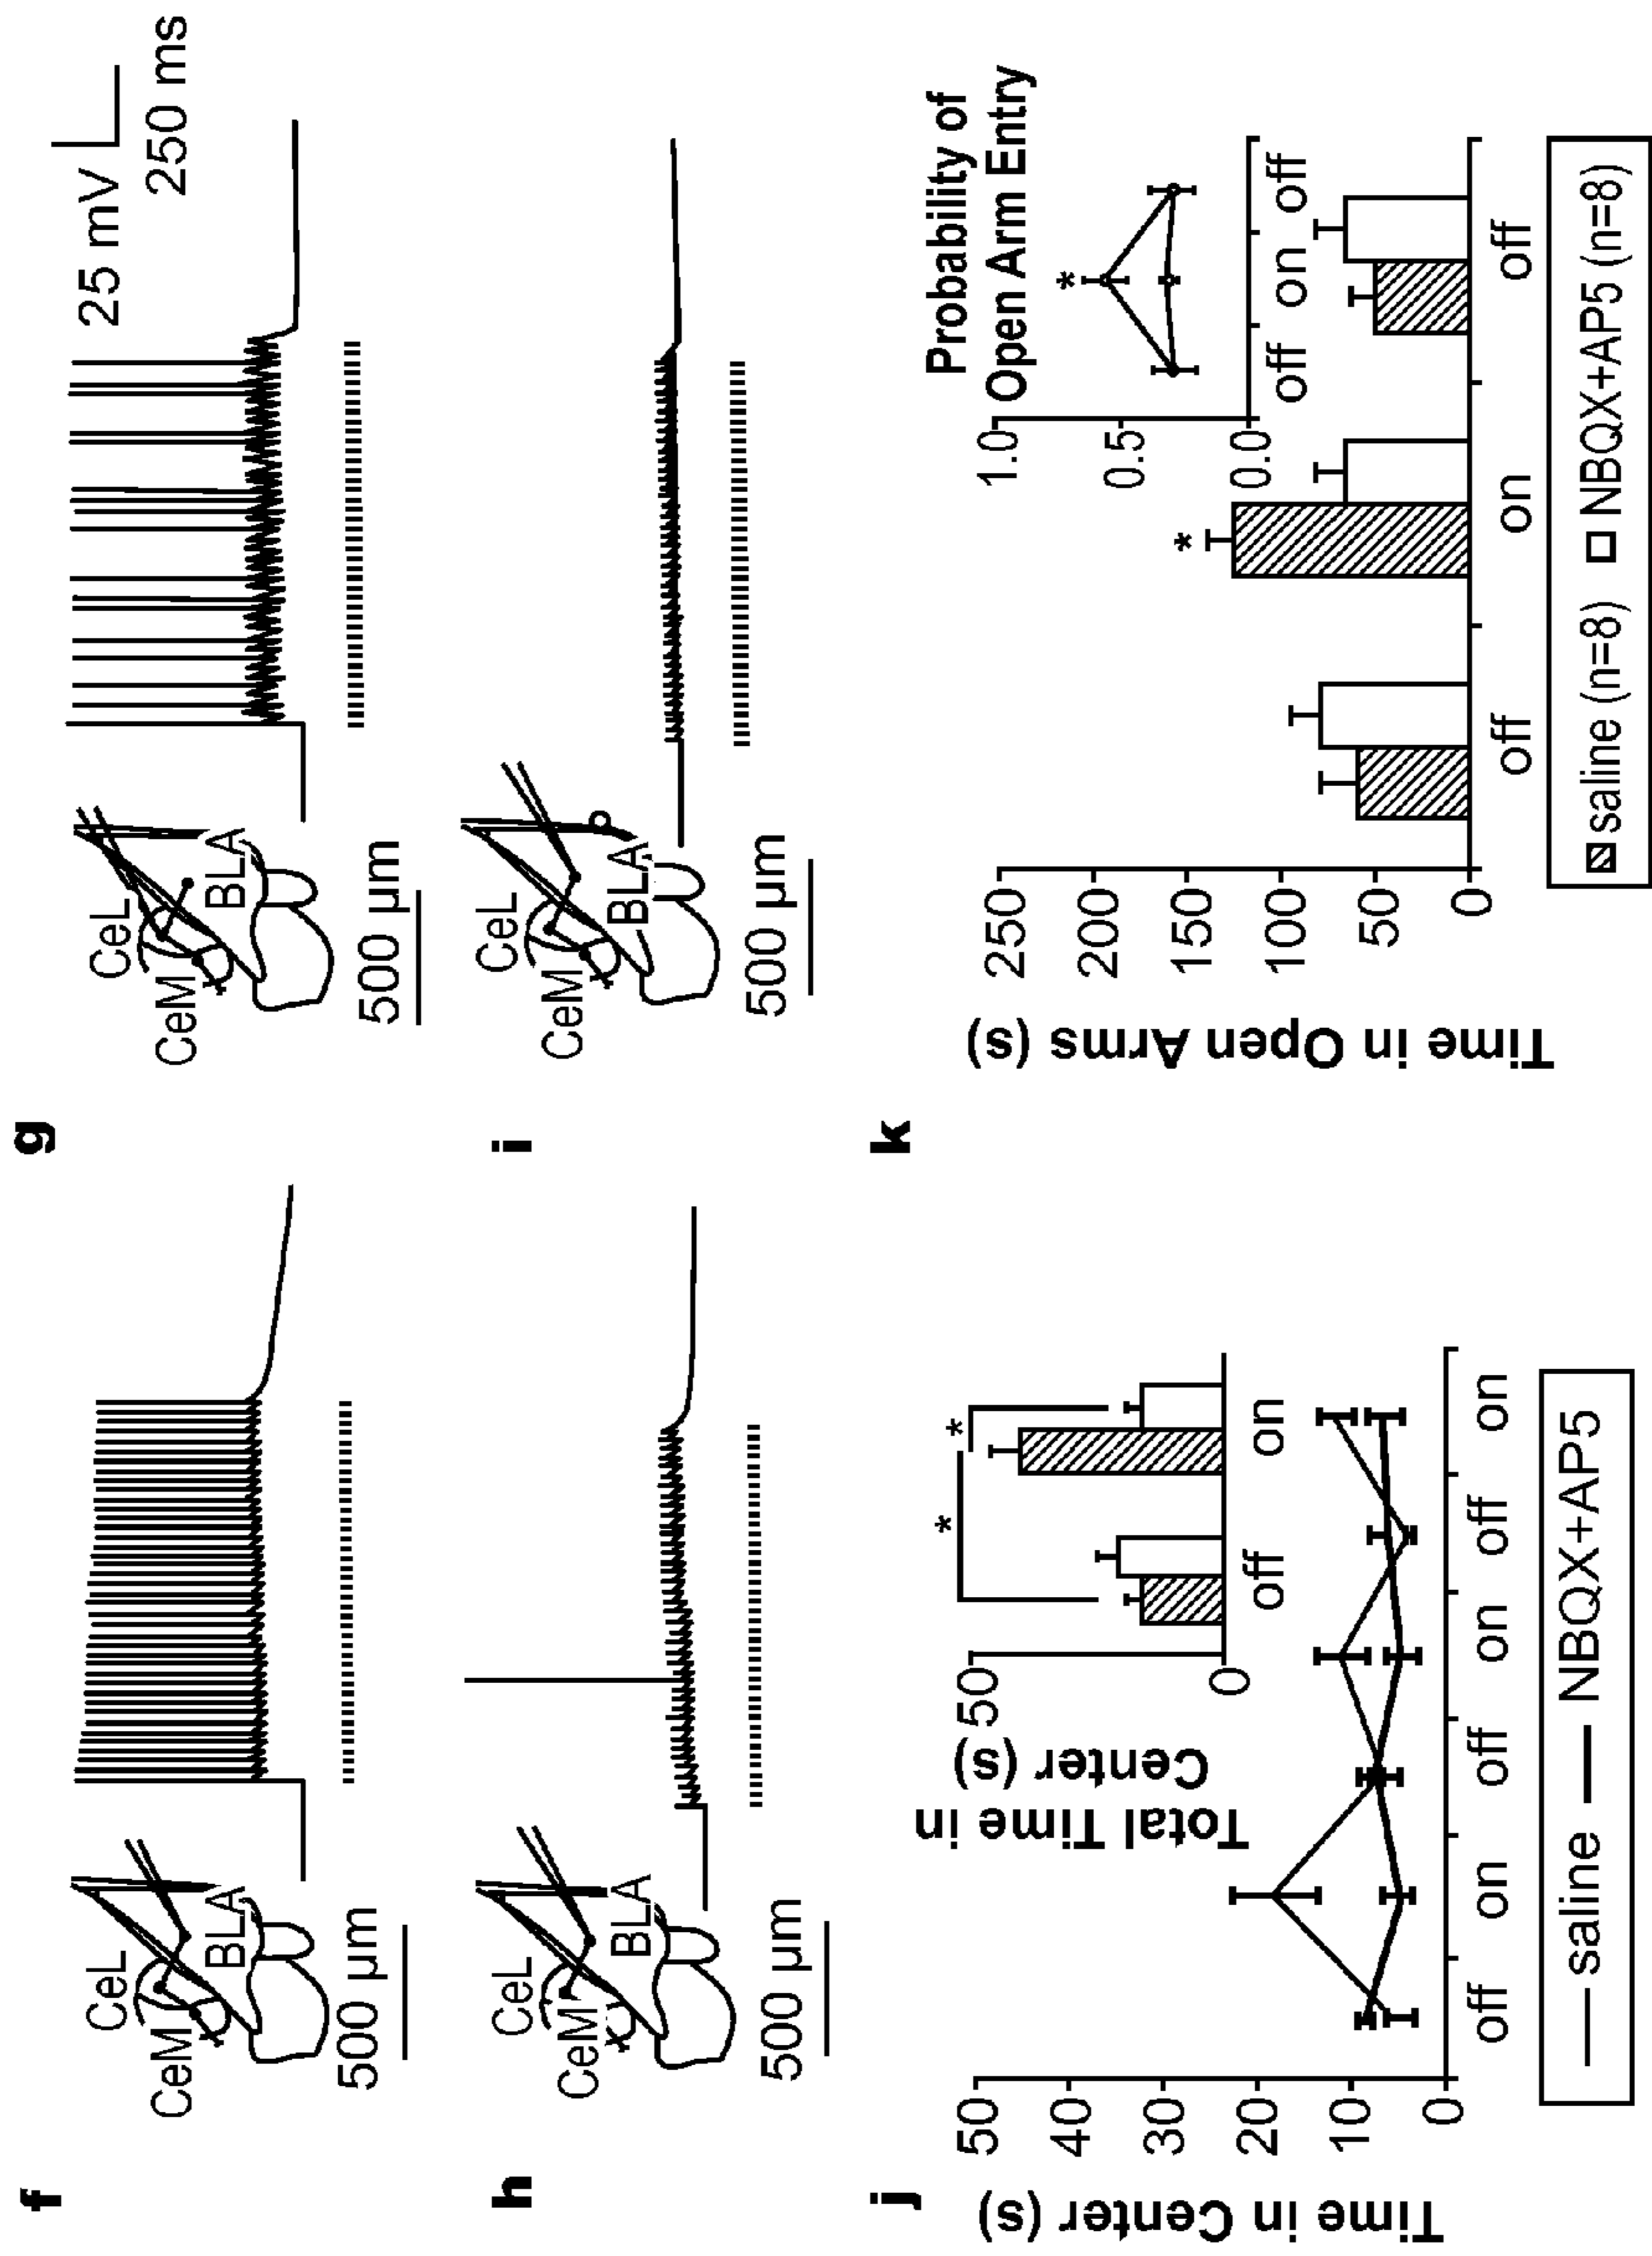 f
CeL
CeM
BLA
500 µm
g
CeL
CeM
BLA
500 µm
25 mV
250 ms
h
CeL
CeM
BLA
500 µm
i
CeL
CeM
BLA
500 µm
j
Time in Center (s)
50
40
30
20
10
0
off on off on off on
Total Time in
Center (s)
50
0
off on
* *
saline NBQX+AP5
k
Time in Open Arms (s)
250
200
150
100
50
0
off on off
*
Probability of
Open Arm Entry
1.0
0.5
0.0
off on off
*
saline (n=8) NBQX+AP5 (n=8)